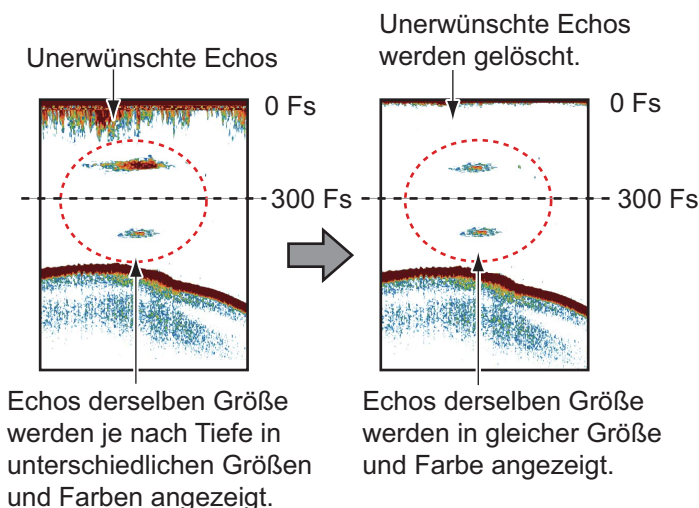 Unerwünschte Echos
0 Fs
300 Fs
Echos derselben Größe
werden je nach Tiefe in
unterschiedlichen Größen
und Farben angezeigt.
Unerwünschte Echos
werden gelöscht.
0 Fs
300 Fs
Echos derselben Größe
werden in gleicher Größe
und Farbe angezeigt.